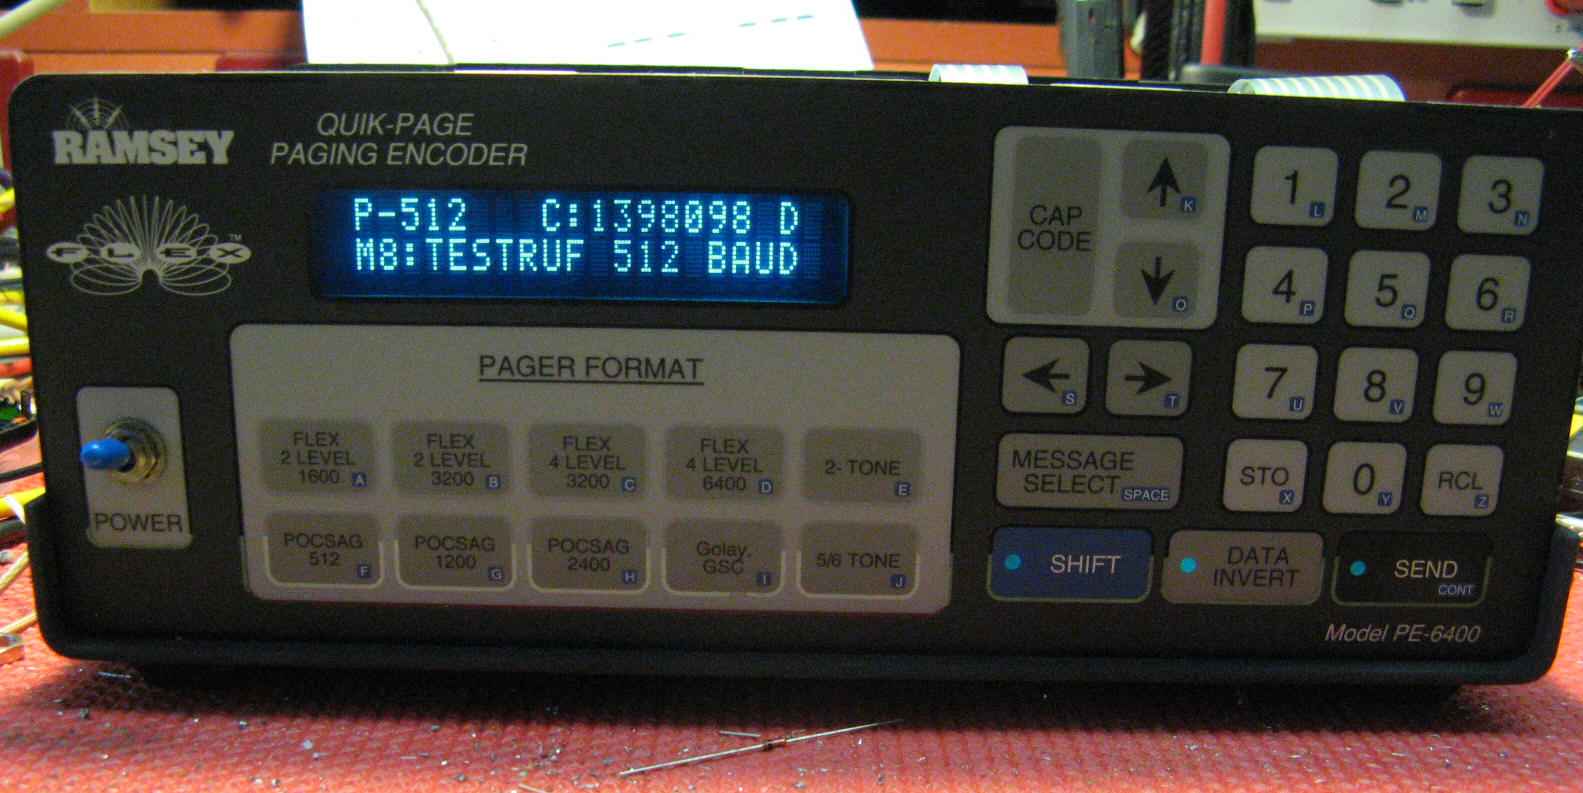 RAMSEY
QUIK-PAGE
PAGING ENCODER
FLEX™
P-512 C:1398098 D
M8:TESTRUF 512 BAUD
PAGER FORMAT
FLEX
2 LEVEL
1600 A
FLEX
2 LEVEL
3200 B
FLEX
4 LEVEL
3200 C
FLEX
4 LEVEL
6400 D
2- TONE E
POCSAG
512 F
POCSAG
1200 G
POCSAG
2400 H
Golay.
GSC I
5/6 TONE J
POWER
CAP
CODE
K
O
1 L
2 M
3 N
4 P
5 Q
6 R
S
T
7 U
8 V
9 W
MESSAGE
SELECT SPACE
STO X
0 Y
RCL Z
SHIFT
DATA
INVERT
SEND
CONT
Model PE-6400